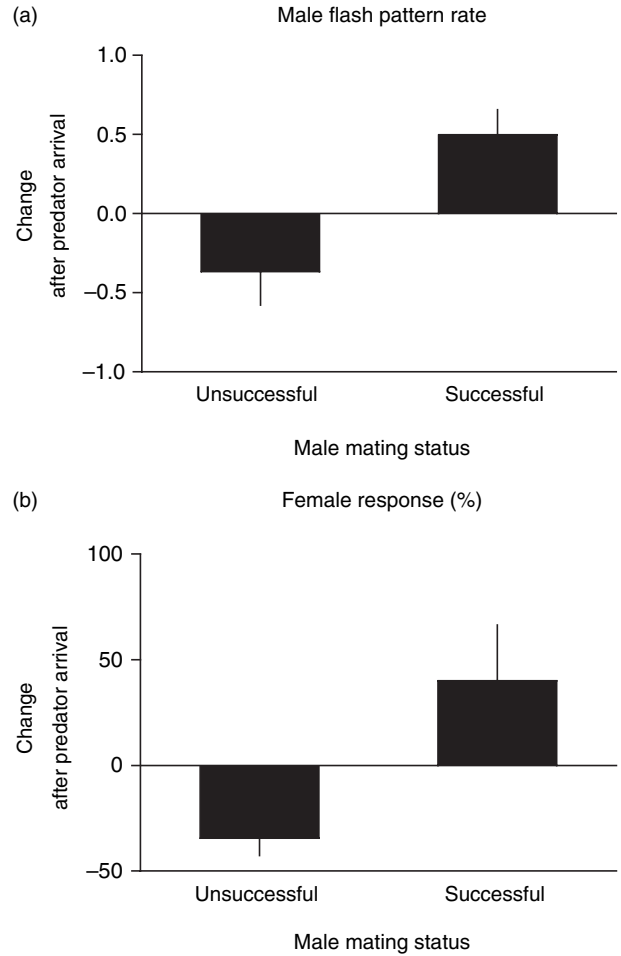 (a)
Male flash pattern rate
Change
after predator arrival
1.0
0.5
0.0
–0.5
–1.0
Unsuccessful
Successful
Male mating status
(b)
Female response (%)
Change
after predator arrival
100
50
0
–50
Unsuccessful
Successful
Male mating status